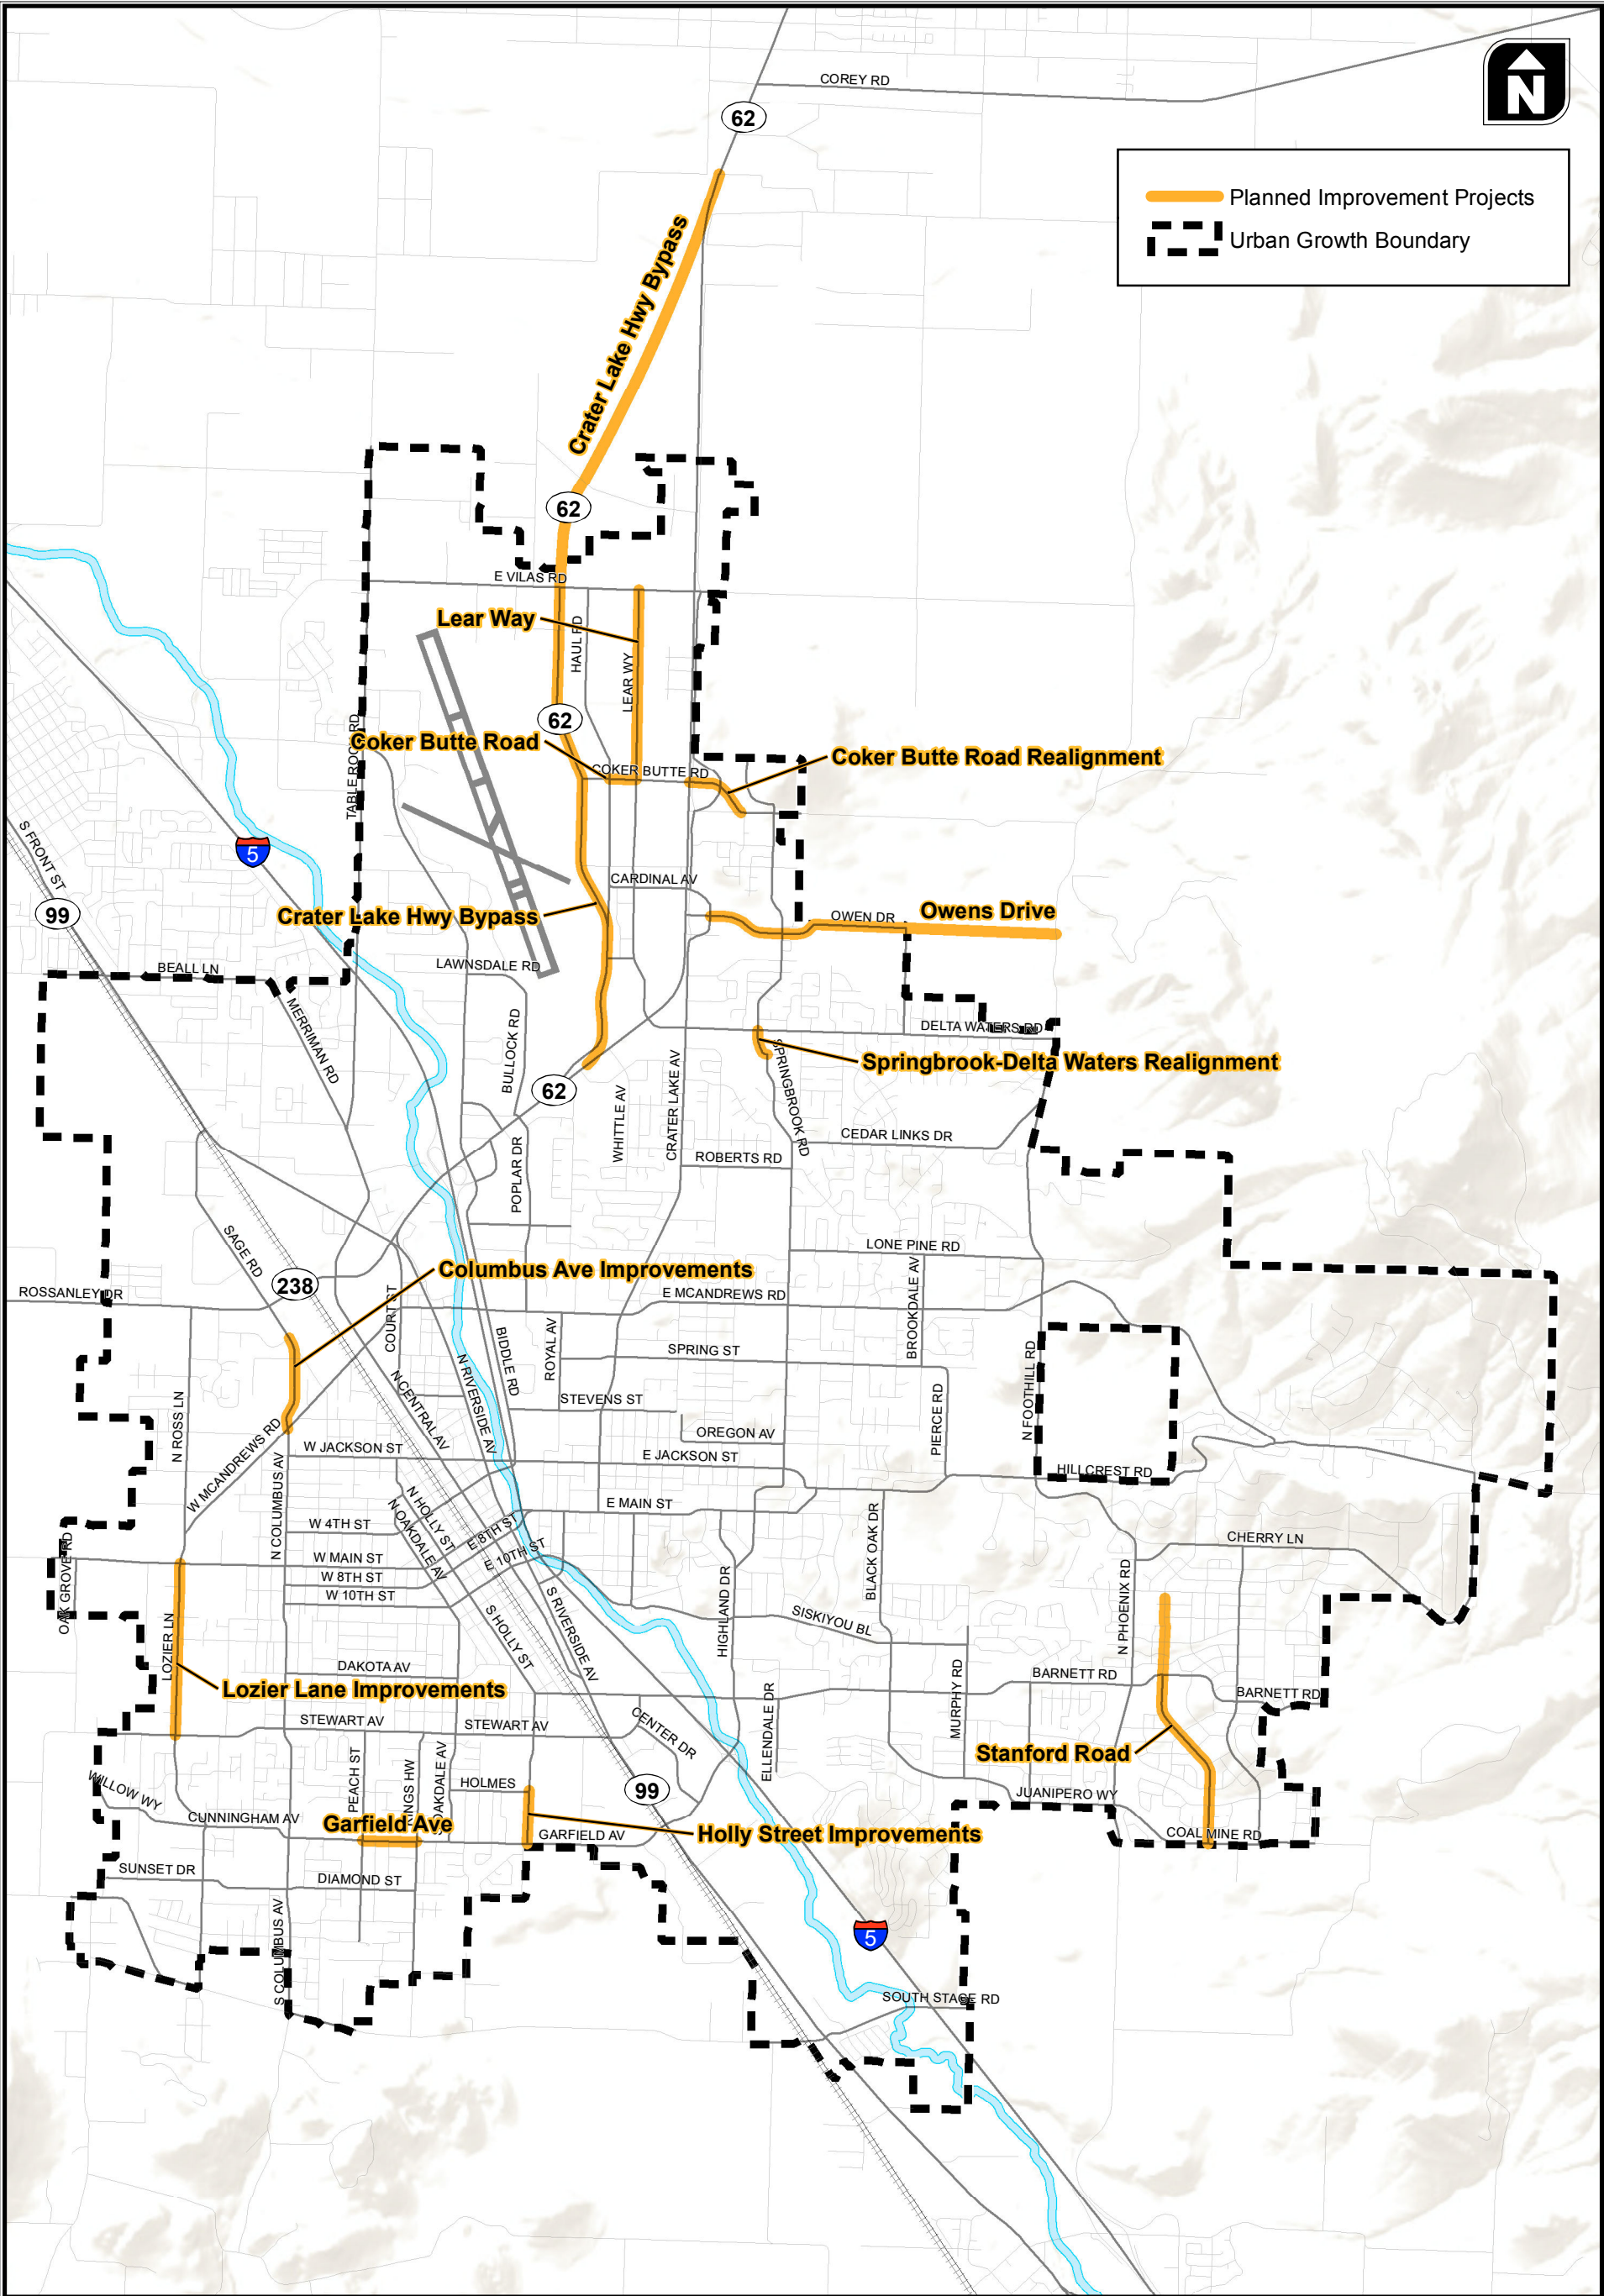 COREY RD
62
N
Planned Improvement Projects
Urban Growth Boundary
Crater Lake Hwy Bypass
62
E VILAS RD
Lear Way
HAUL RD
LEAR WY
62
TABLE ROCK RD
Coker Butte Road
COKER BUTTE RD
Coker Butte Road Realignment
S FRONT ST
5
99
CARDINAL AV
Crater Lake Hwy Bypass
OWEN DR
Owens Drive
BEALL LN
LAWNSDALE RD
MERRIMAN RD
BULLOCK RD
DELTA WATERS RD
Springbrook-Delta Waters Realignment
62
WHITTLE AV
CRATER LAKE AV
SPRINGBROOK RD
CEDAR LINKS DR
POPLAR DR
ROBERTS RD
SAGE RD
LONE PINE RD
238
Columbus Ave Improvements
ROSSANLEY DR
COURT ST
E MCANDREWS RD
BROOKDALE AV
BIDDLE RD
ROYAL AV
SPRING ST
N RIVERSIDE AV
N CENTRAL AV
STEVENS ST
N FOOTHILL RD
N ROSS LN
PIERCE RD
OREGON AV
W MCANDREWS RD
W JACKSON ST
E JACKSON ST
HILLCREST RD
N COLUMBUS AV
N HOLLY ST
N OAKDALE AV
E MAIN ST
W 4TH ST
E 8TH ST
E 10TH ST
BLACK OAK DR
CHERRY LN
OAK GROVE RD
W MAIN ST
W 8TH ST
W 10TH ST
HIGHLAND DR
N PHOENIX RD
S HOLLY ST
S RIVERSIDE AV
SISKIYOU BL
LOZIER LN
DAKOTA AV
MURPHY RD
BARNETT RD
BARNETT RD
Lozier Lane Improvements
ELLENDALE DR
STEWART AV
STEWART AV
CENTER DR
Stanford Road
PEACH ST
KINGS HW
S OAKDALE AV
WILLOW WY
HOLMES
99
JUANIPERO WY
CUNNINGHAM AV
Garfield Ave
GARFIELD AV
Holly Street Improvements
COAL MINE RD
SUNSET DR
DIAMOND ST
S COLUMBUS AV
5
SOUTH STAGE RD